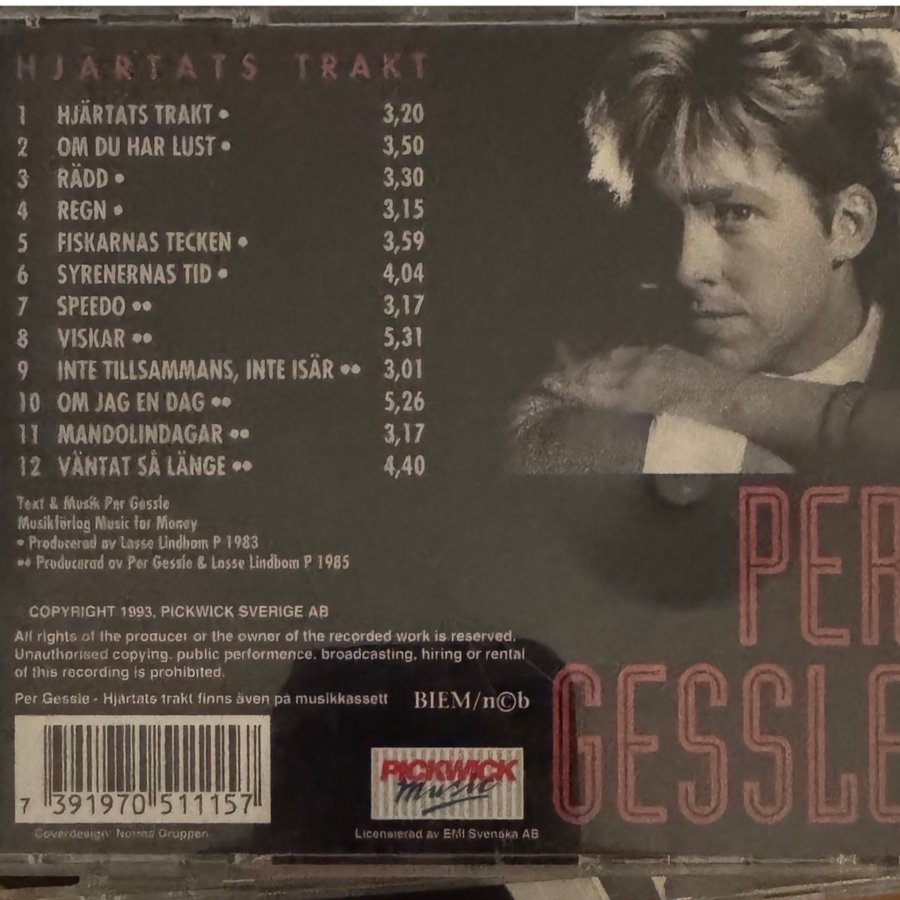 HJÄRTATS TRAKT
1 HJÄRTATS TRAKT • 3,20
2 OM DU HAR LUST • 3,50
3 RÄDD • 3,30
4 REGN • 3,15
5 FISKARNAS TECKEN • 3,59
6 SYRENERNAS TID • 4,04
7 SPEEDO •• 3,17
8 VISKAR •• 5,31
9 INTE TILLSAMMANS, INTE ISÄR •• 3,01
10 OM JAG EN DAG •• 5,26
11 MANDOLINDAGAR •• 3,17
12 VÄNTAT SÅ LÄNGE •• 4,40
Text & Musik Per Gessle
Musikförlag Music for Money
• Producerad av Lasse Lindbom P 1983
•• Producerad av Per Gessle & Lasse Lindbom P 1985
COPYRIGHT 1993, PICKWICK SVERIGE AB
All rights of the producer or the owner of the recorded work is reserved.
Unauthorised copying, public performance, broadcasting, hiring or rental
of this recording is prohibited.
Per Gessle - Hjärtats trakt finns även på musikkassett BIEM/n©b
PER
GESSLE
PICKWICK
music
7 391970 511157
Coverdesign: Norms Gruppen
Licensierad av EMI Svenska AB